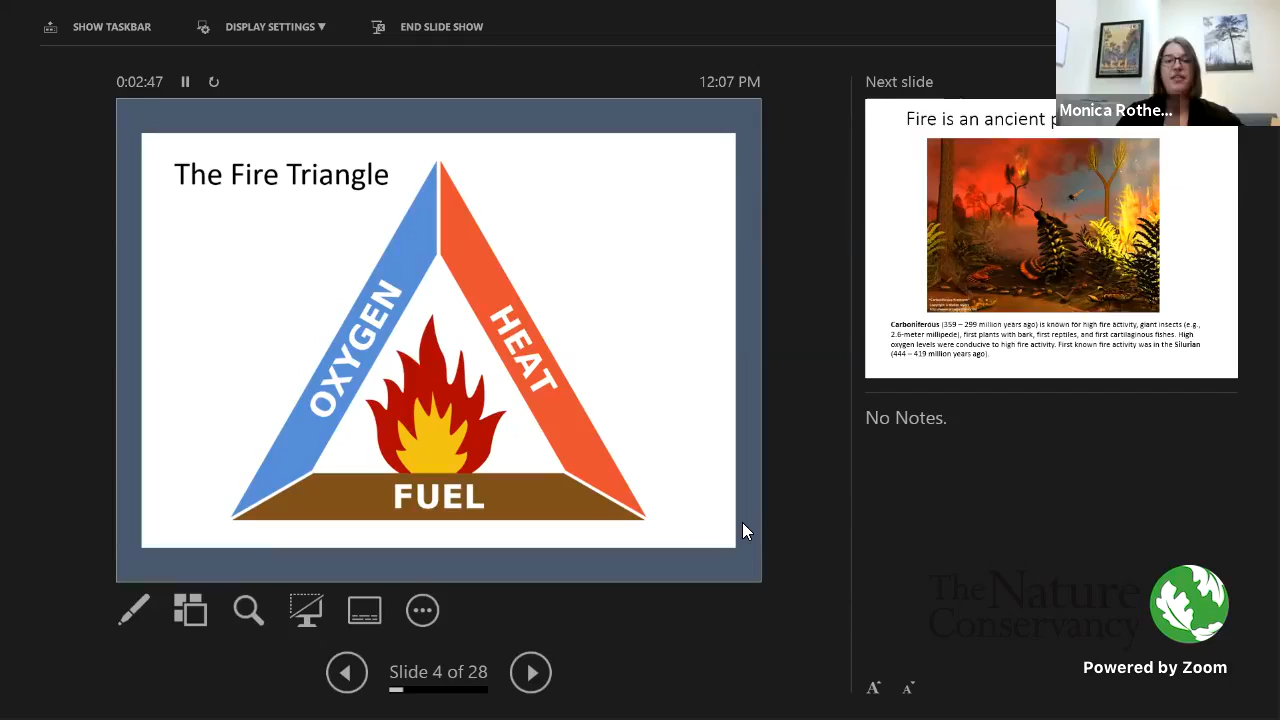 SHOW TASKBAR
DISPLAY SETTINGS ▼
END SLIDE SHOW
0:02:47
12:07 PM
Next slide
Monica Rothe...
The Fire Triangle
OXYGEN
HEAT
FUEL
Fire is an ancient
Carboniferous (359 – 299 million years ago) is known for high fire activity, giant insects (e.g.,
2.6-meter millipede), first plants with bark, first reptiles, and first cartilaginous fishes. High
oxygen levels were conducive to high fire activity. First known fire activity was in the Silurian
(444 – 419 million years ago).
No Notes.
The Nature
Conservancy
Powered by Zoom
Slide 4 of 28
A A